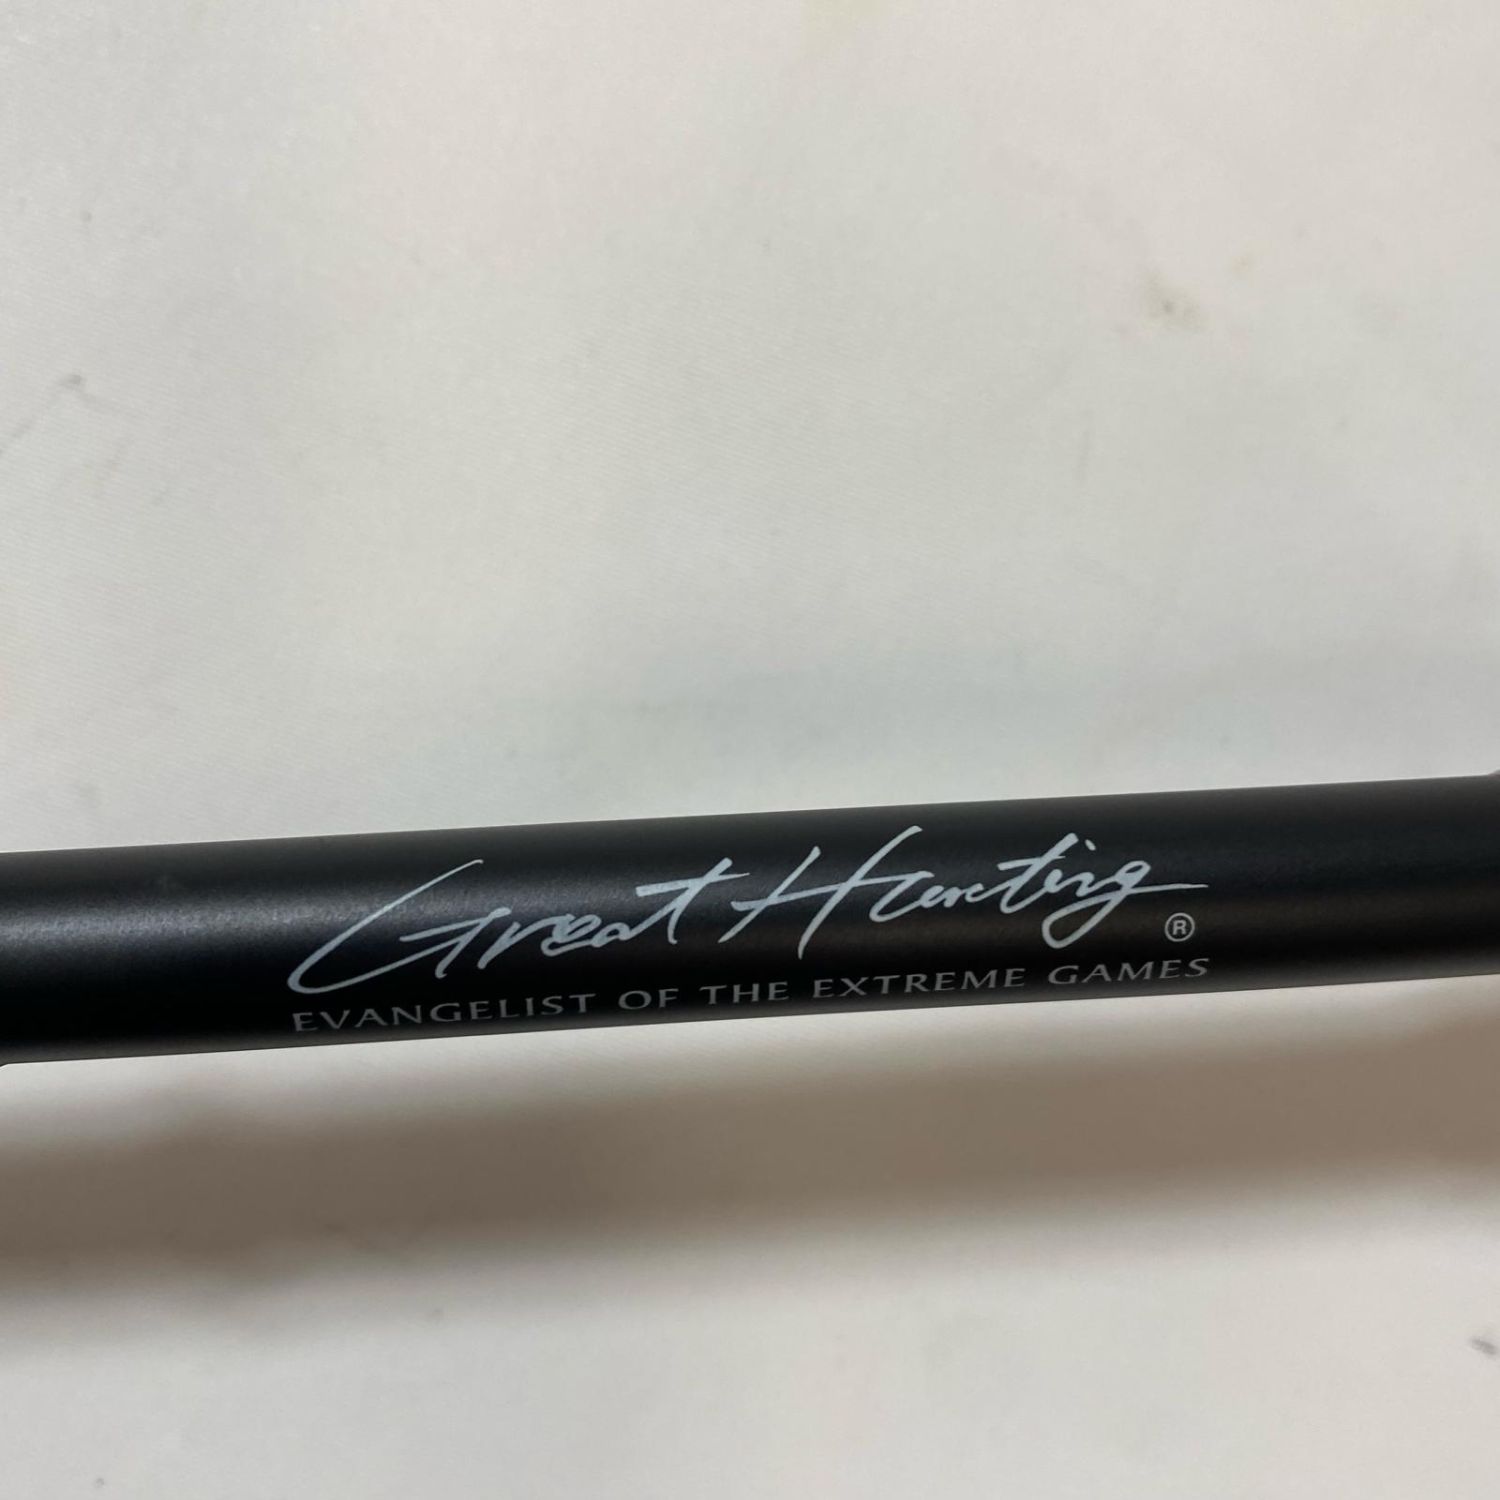 Great Hunting ®
EVANGELIST OF THE EXTREME GAMES